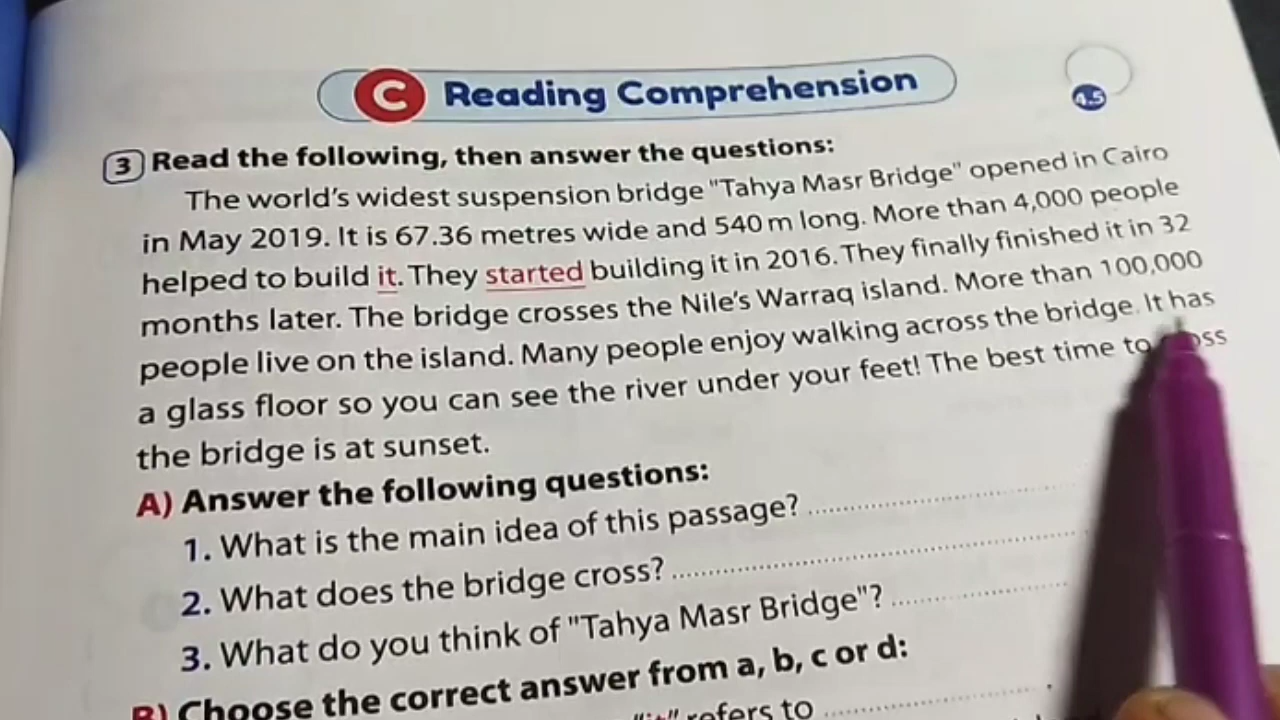 C Reading Comprehension
4.5
3 Read the following, then answer the questions:
The world's widest suspension bridge "Tahya Masr Bridge" opened in Cairo
in May 2019. It is 67.36 metres wide and 540 m long. More than 4,000 people
helped to build it. They started building it in 2016. They finally finished it in 32
months later. The bridge crosses the Nile's Warraq island. More than 100,000
people live on the island. Many people enjoy walking across the bridge. It has
a glass floor so you can see the river under your feet! The best time to cross
the bridge is at sunset.
A) Answer the following questions:
1. What is the main idea of this passage? ..............................
2. What does the bridge cross? ..............................
3. What do you think of "Tahya Masr Bridge"? ....................
B) Choose the correct answer from a, b, c or d:
"it" refers to ....................